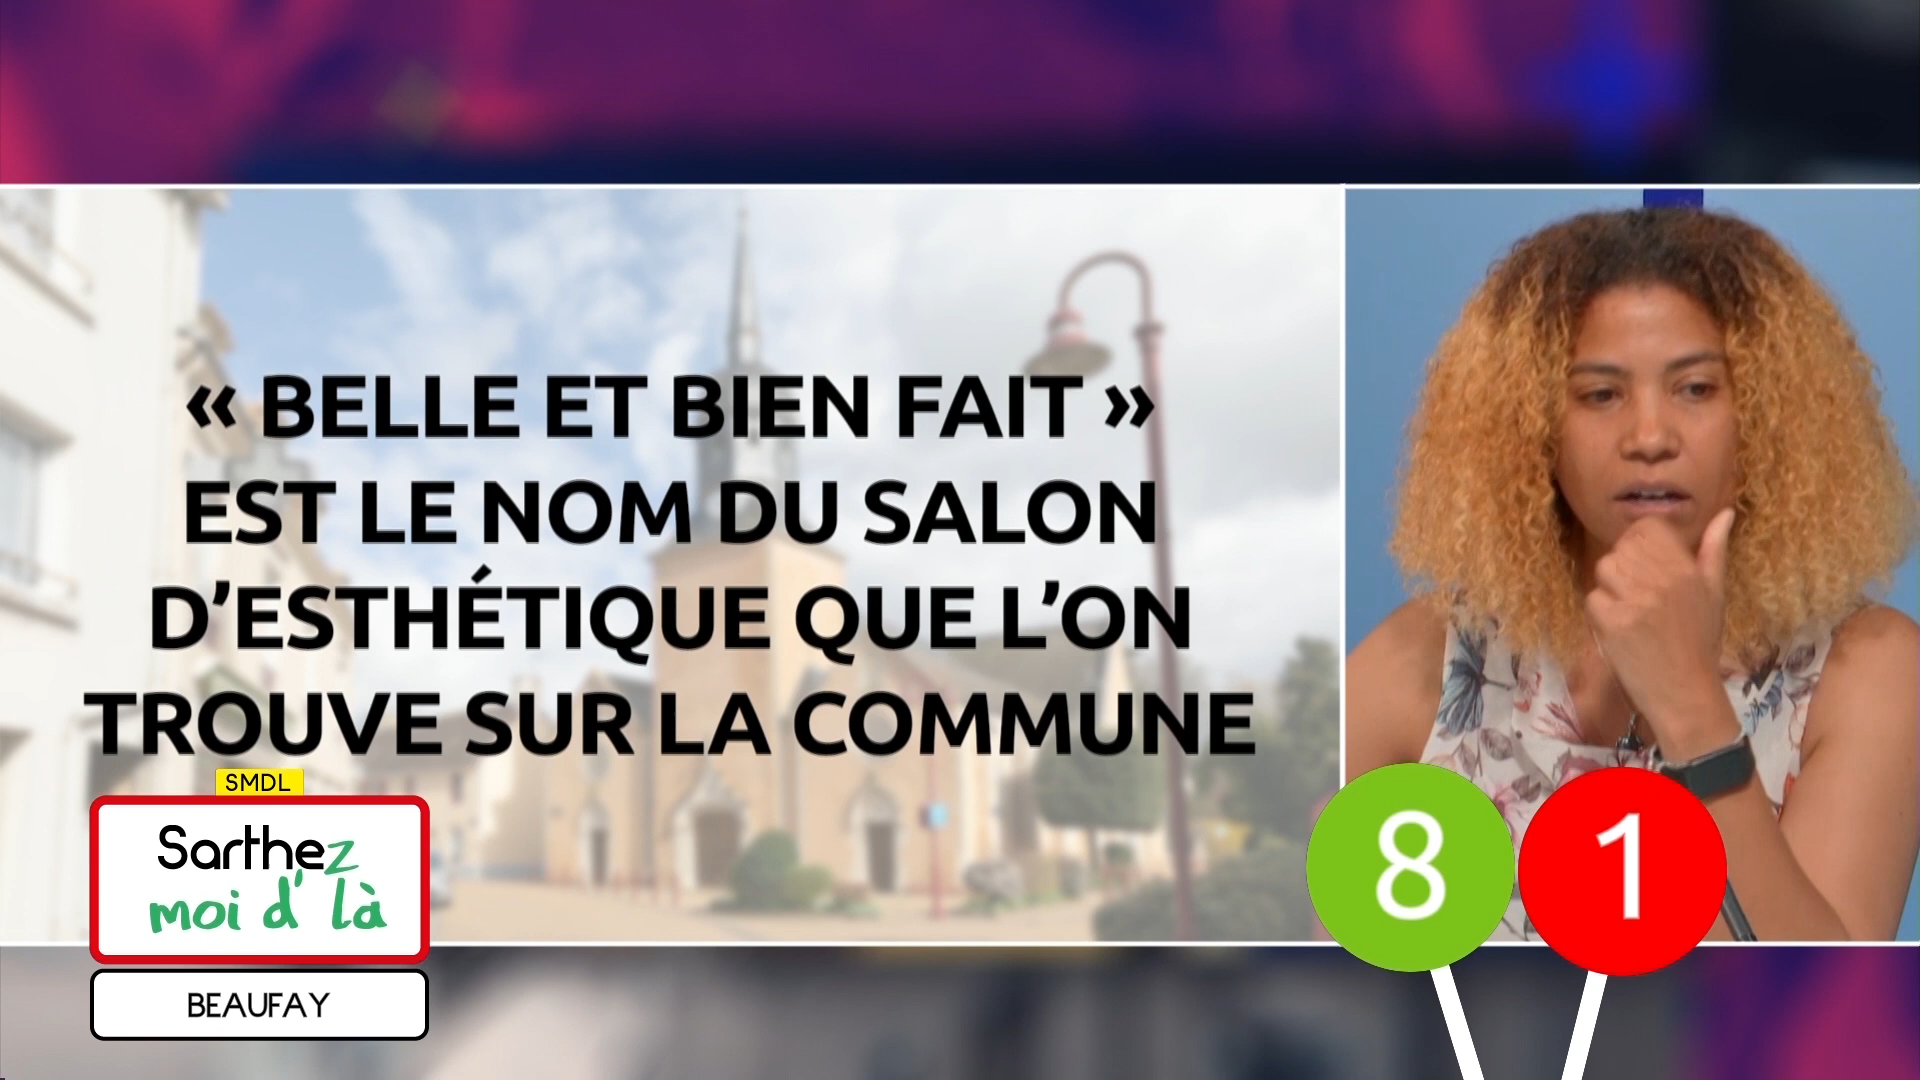 « BELLE ET BIEN FAIT »
EST LE NOM DU SALON
D’ESTHÉTIQUE QUE L’ON
TROUVE SUR LA COMMUNE
SMDL
Sarthez
moi d' là
BEAUFAY
8
1